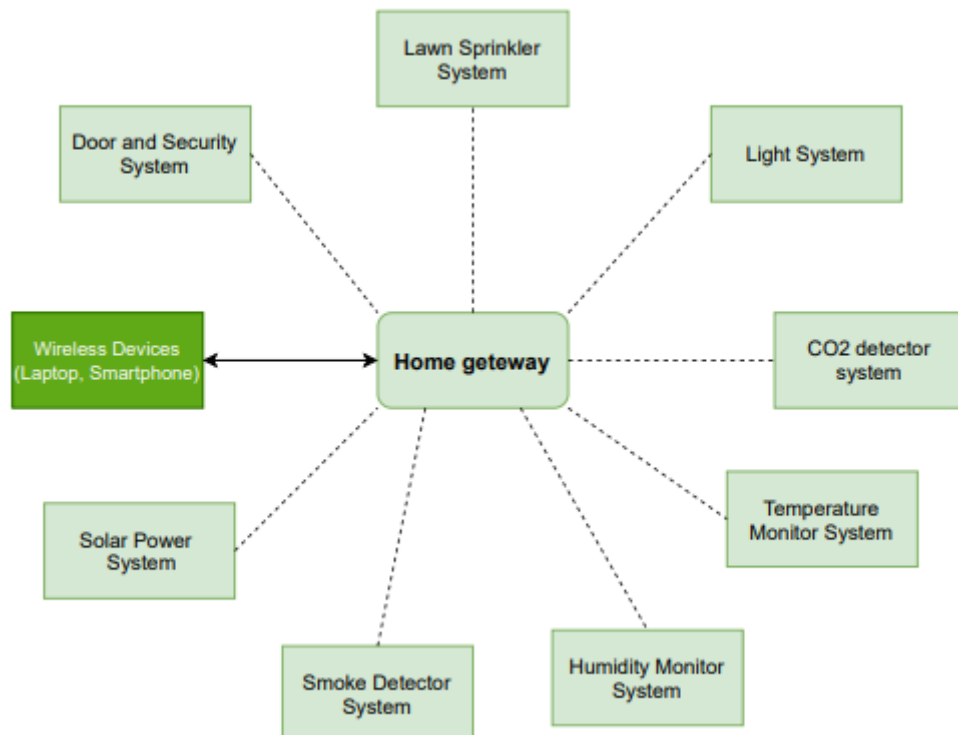 Lawn Sprinkler
System
Door and Security
System
Light System
Wireless Devices
(Laptop, Smartphone)
Home geteway
CO2 detector
system
Temperature
Monitor System
Solar Power
System
Humidity Monitor
System
Smoke Detector
System